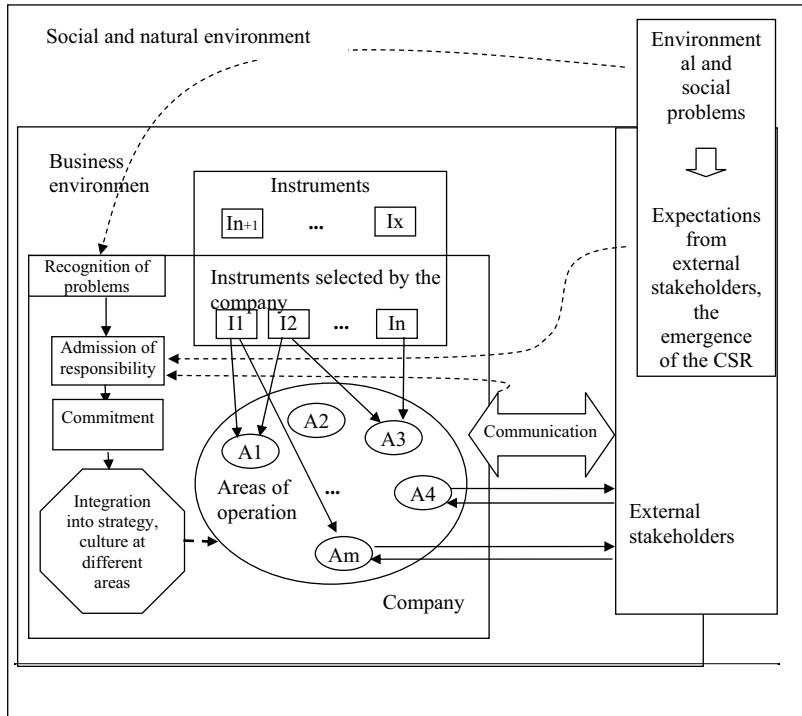 Social and natural environment
Environment
al and
social
problems
Business
environmen
Instruments
In+1
...
Ix
Expectations
from
external
stakeholders,
the
emergence
of the CSR
Recognition of
problems
Instruments selected by the
company
I1
I2
...
In
Admission of
responsibility
Commitment
A2
A3
A1
Communication
Areas of
operation
...
A4
Integration
into strategy,
culture at
different
areas
External
stakeholders
Am
Company